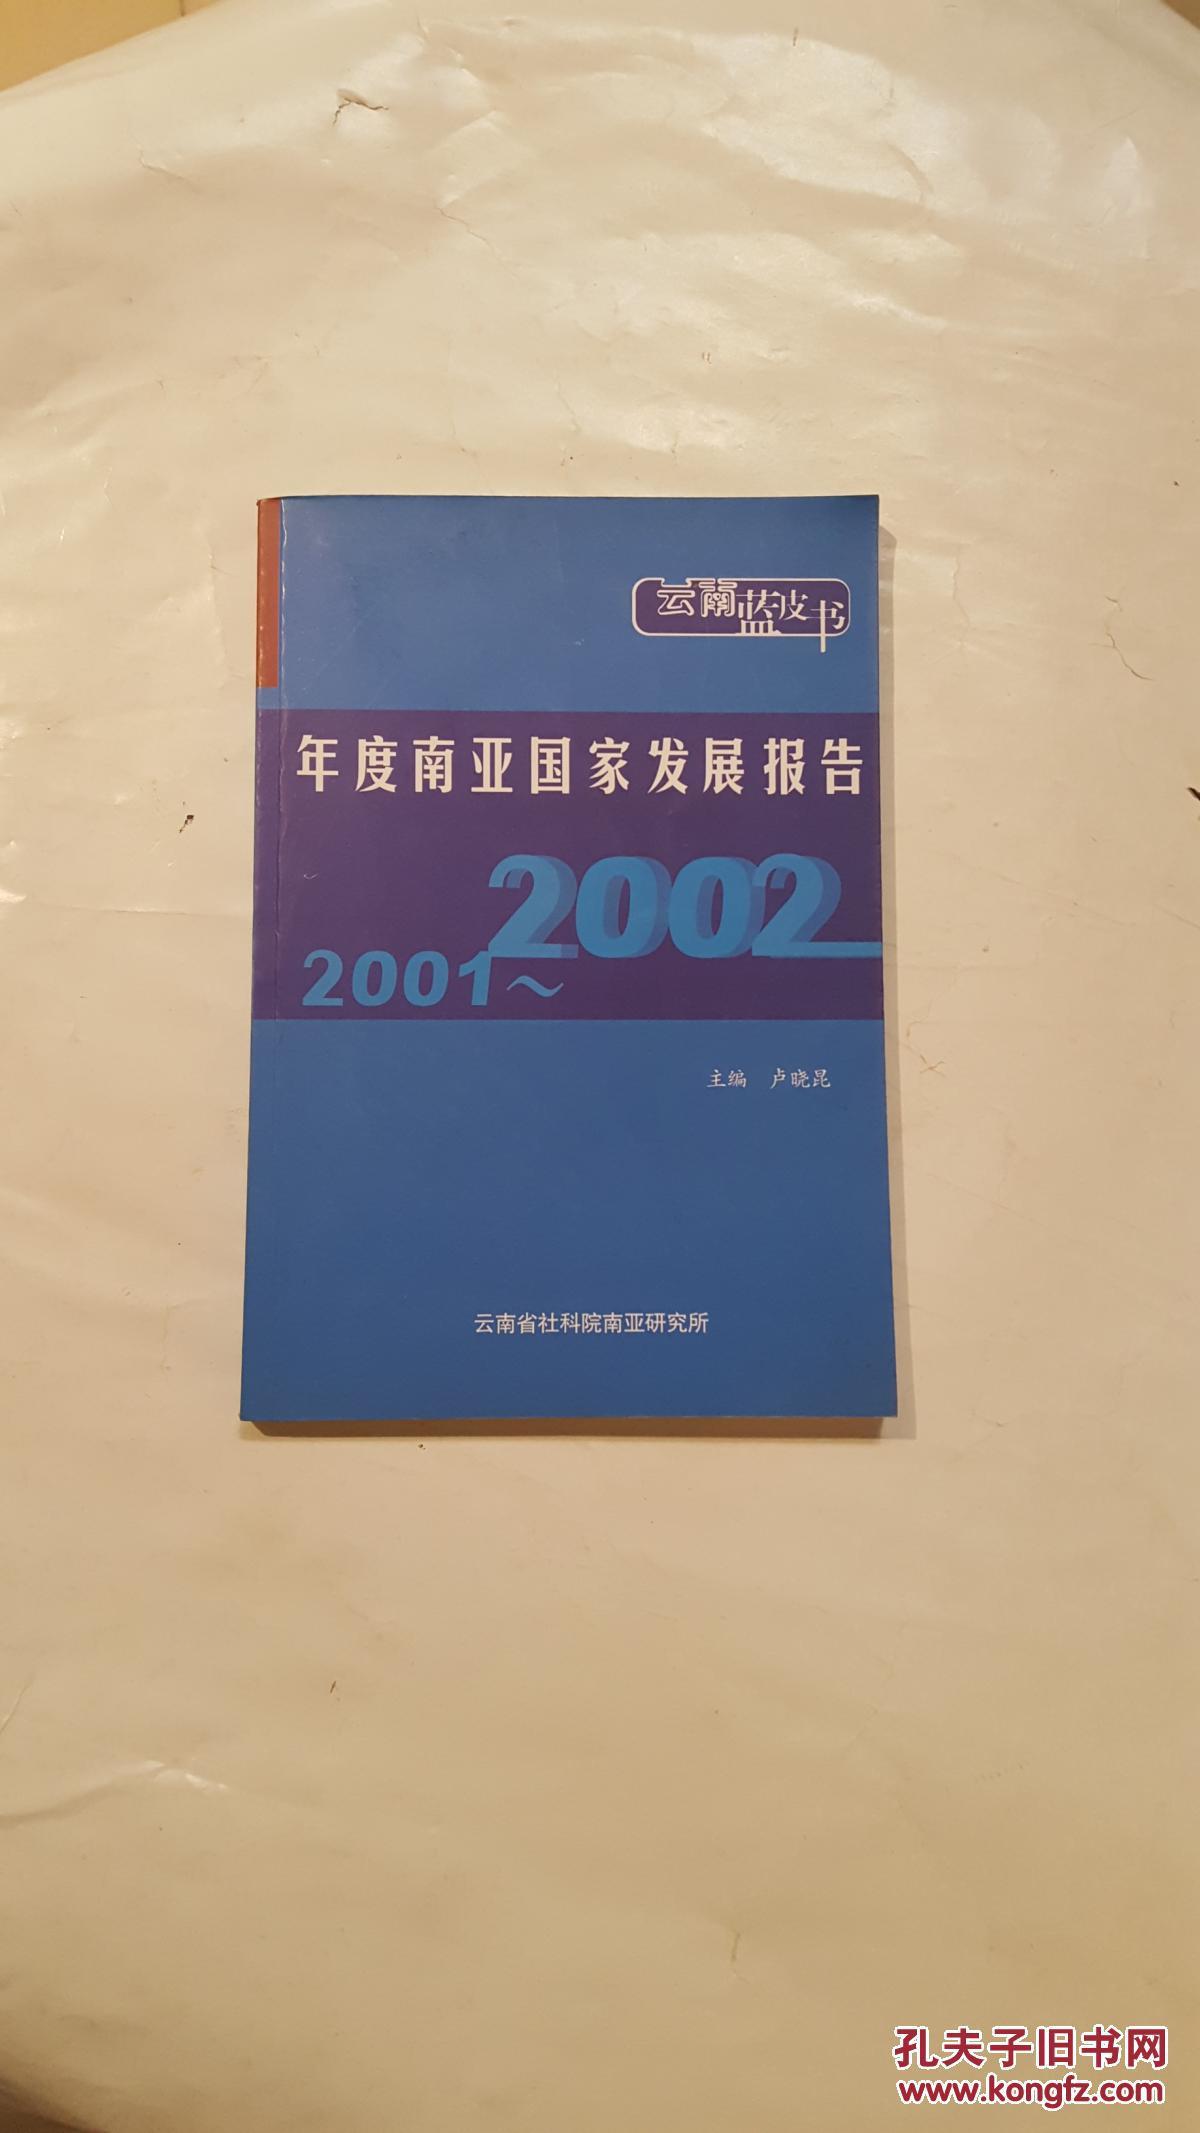 云南蓝皮书
年度南亚国家发展报告
2001～2002
主编 卢晓昆
云南省社科院南亚研究所
孔夫子旧书网
www.kongfz.com